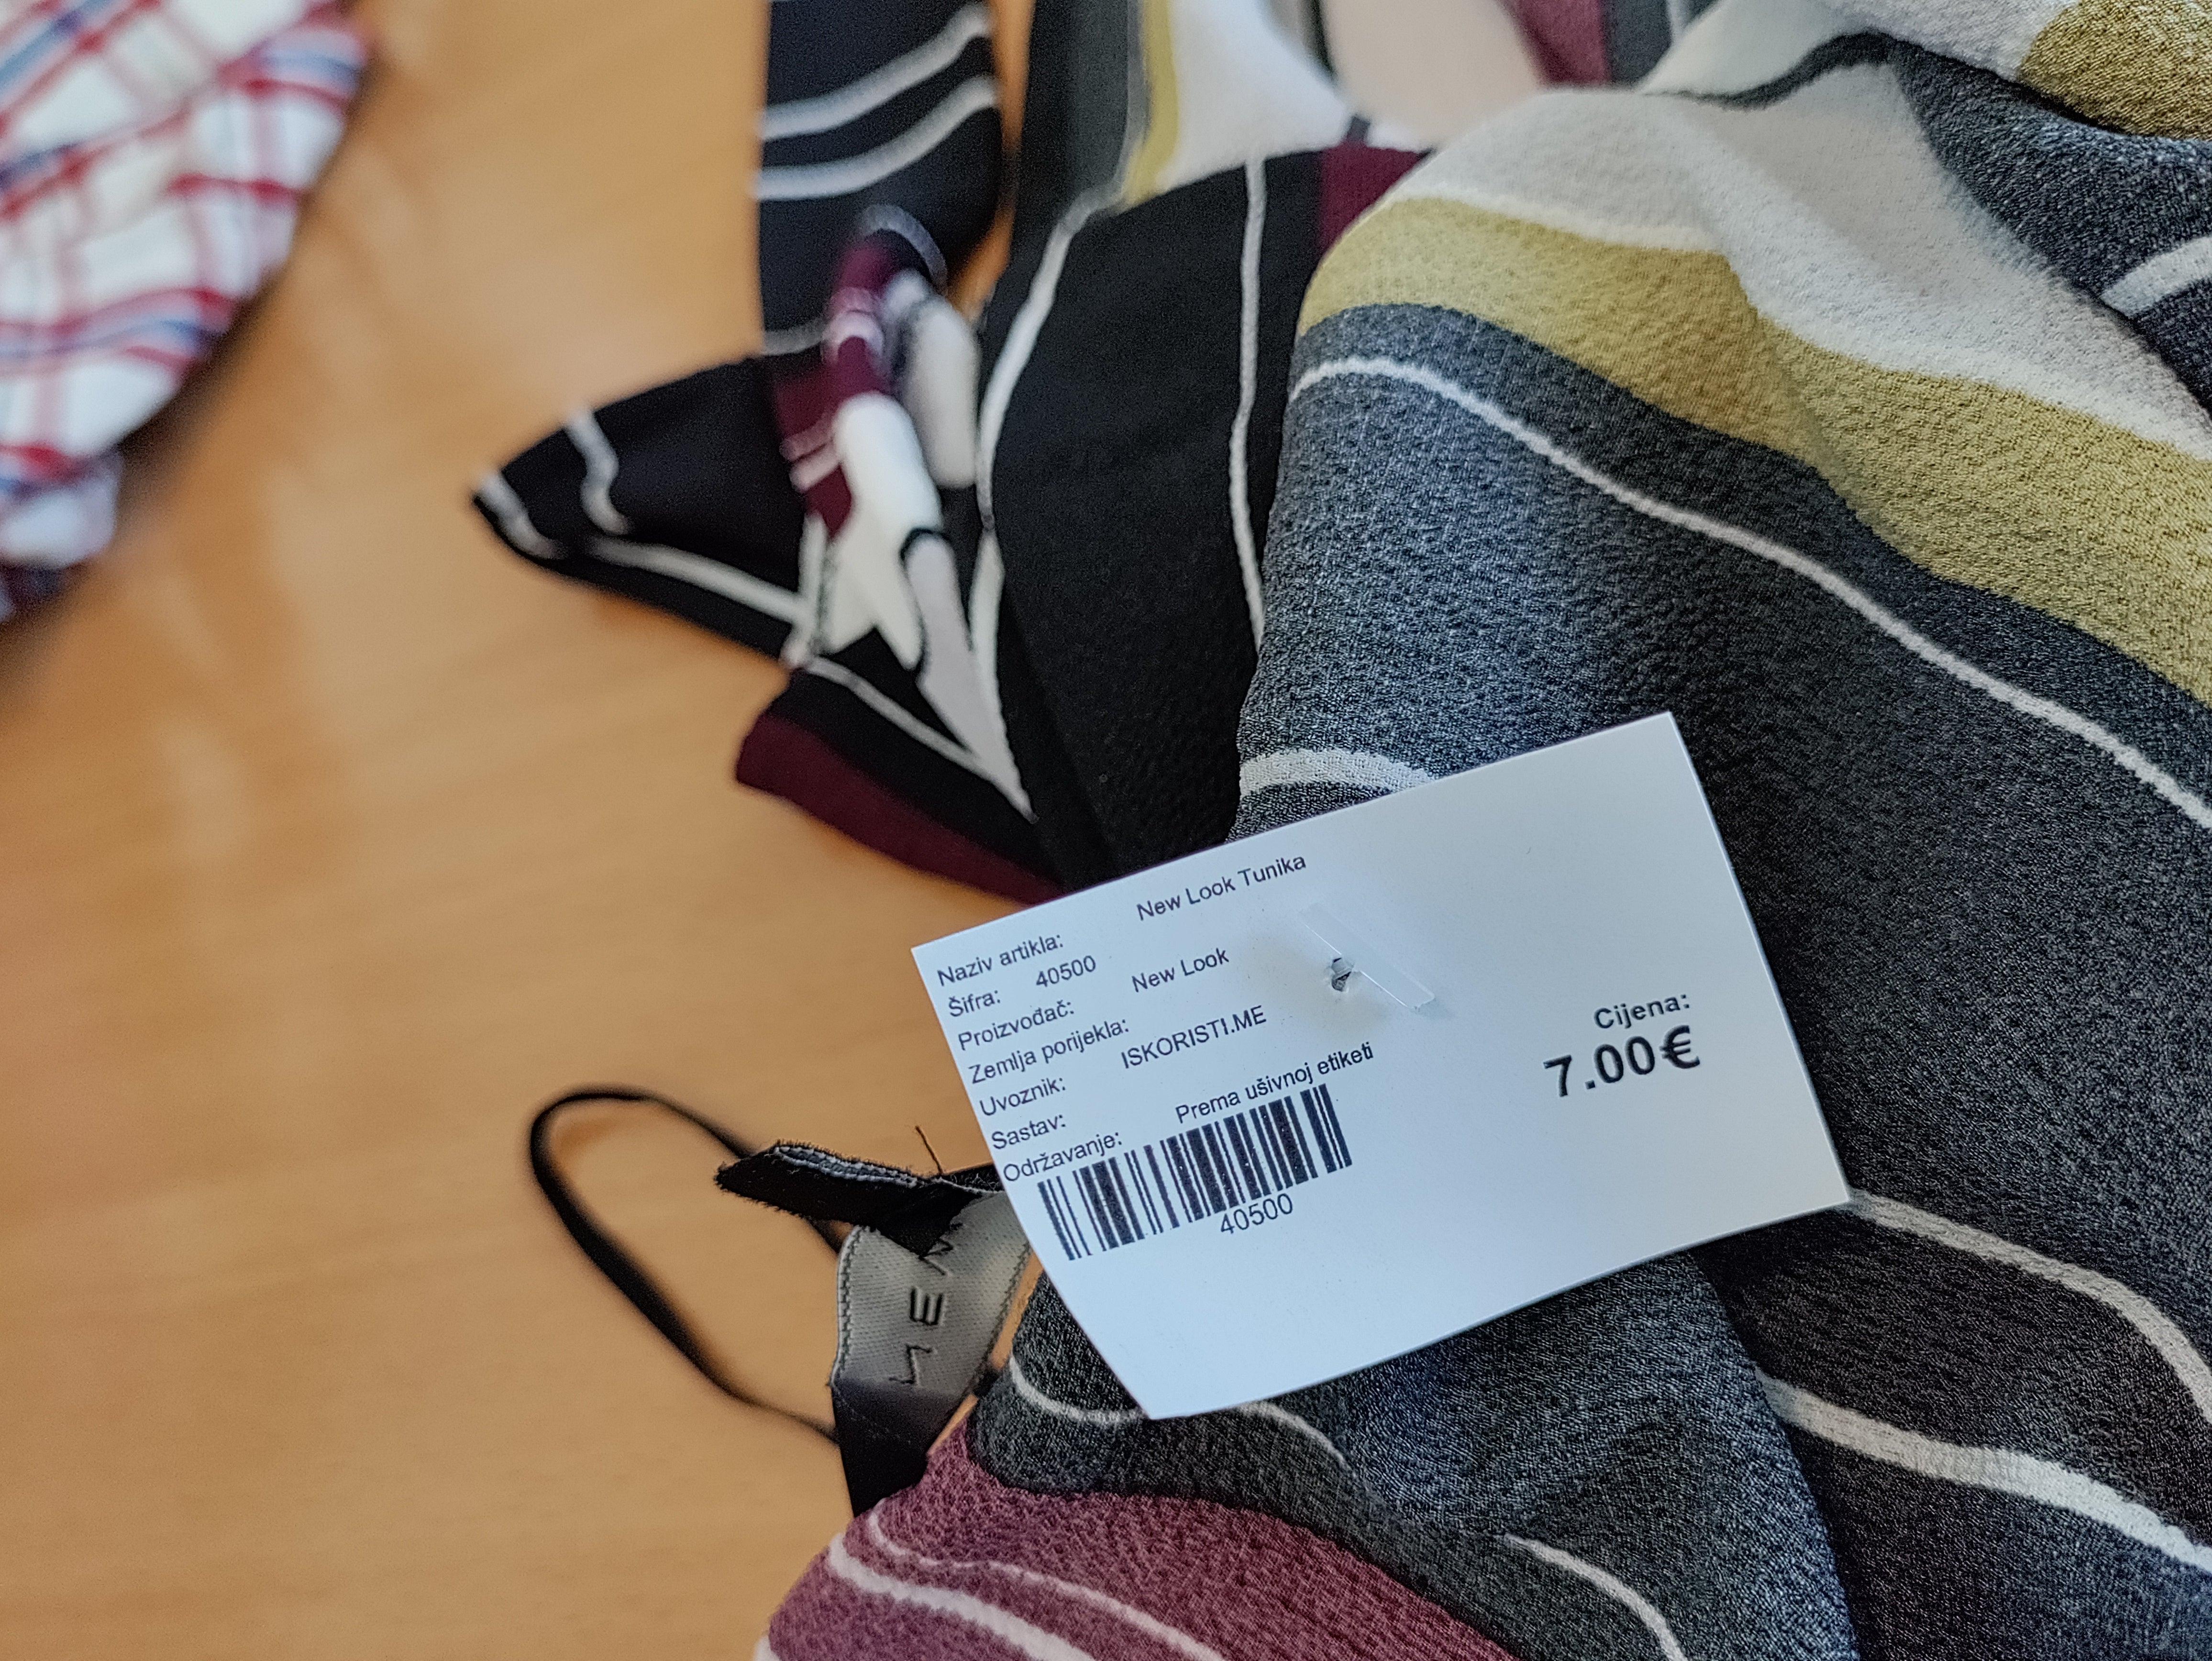 Naziv artikla: New Look Tunika
Šifra: 40500
Proizvođač: New Look
Zemlja porijekla:
Uvoznik: ISKORISTI.ME
Sastav:
Održavanje: Prema ušivnoj etiketi
40500
Cijena:
7.00€
NEW